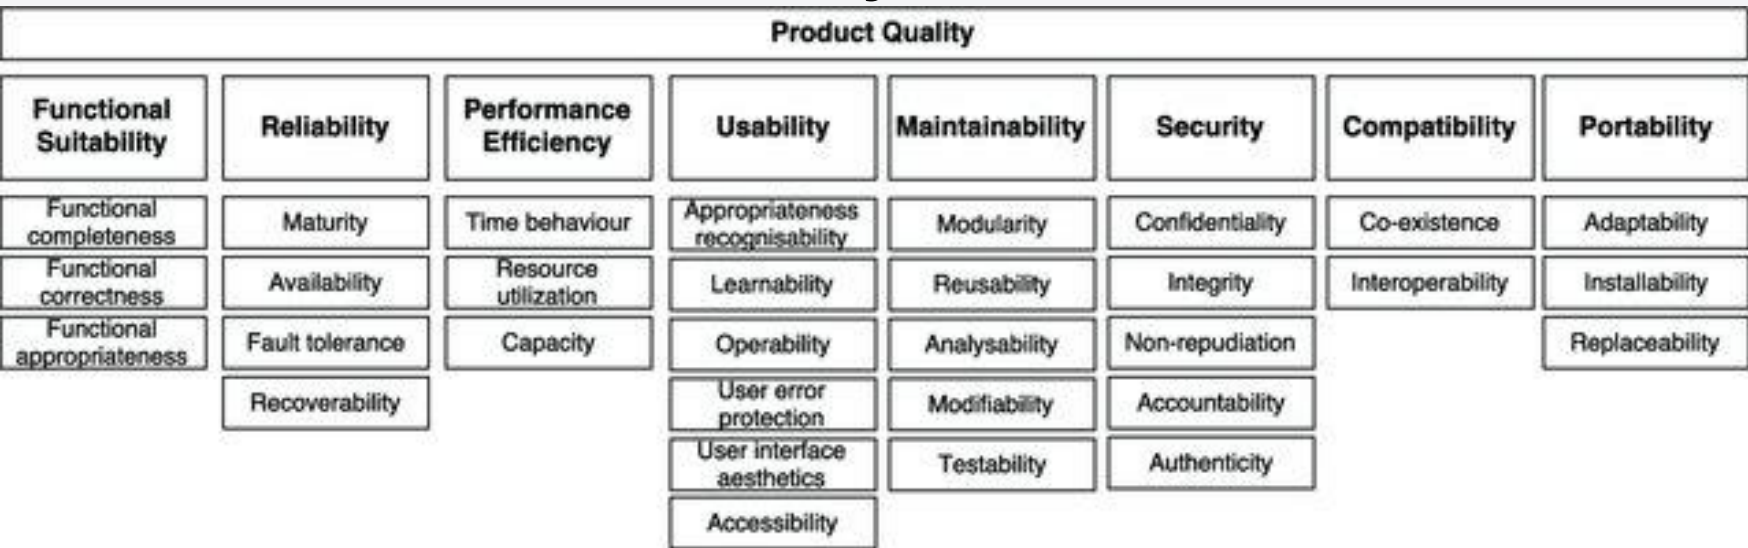 Product Quality
Functional
Suitability
Reliability
Performance
Efficiency
Usability
Maintainability
Security
Compatibility
Portability
Functional
completeness
Maturity
Time behaviour
Appropriateness
recognisability
Modularity
Confidentiality
Co-existence
Adaptability
Functional
correctness
Availability
Resource
utilization
Learnability
Reusability
Integrity
Interoperability
Installability
Functional
appropriateness
Fault tolerance
Capacity
Operability
Analysability
Non-repudiation
Replaceability
Recoverability
User error
protection
Modifiability
Accountability
User interface
aesthetics
Testability
Authenticity
Accessibility